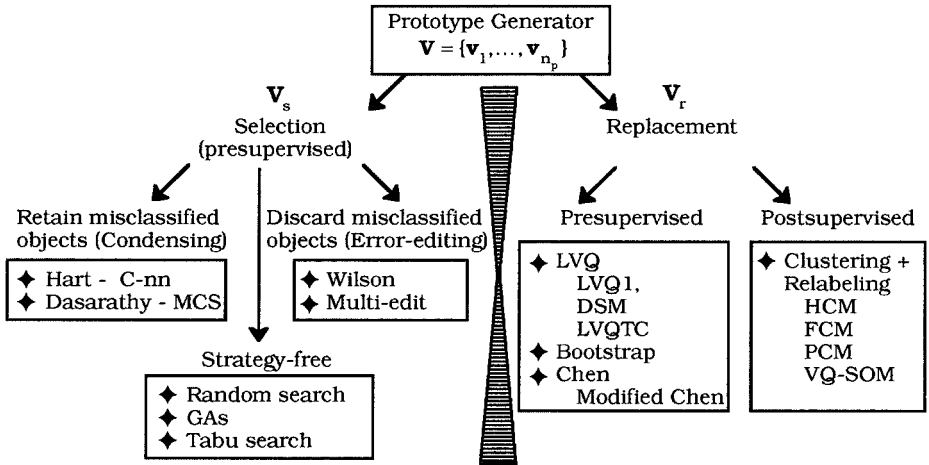 Prototype Generator
V = {v1,..., vnp}
Vs
Selection
(presupervised)
Retain misclassified
objects (Condensing)
✦ Hart - C-nn
✦ Dasarathy - MCS
Discard misclassified
objects (Error-editing)
✦ Wilson
✦ Multi-edit
Strategy-free
✦ Random search
✦ GAs
✦ Tabu search
Vr
Replacement
Presupervised
✦ LVQ
LVQ1,
DSM
LVQTC
✦ Bootstrap
✦ Chen
Modified Chen
Postsupervised
✦ Clustering +
Relabeling
HCM
FCM
PCM
VQ-SOM